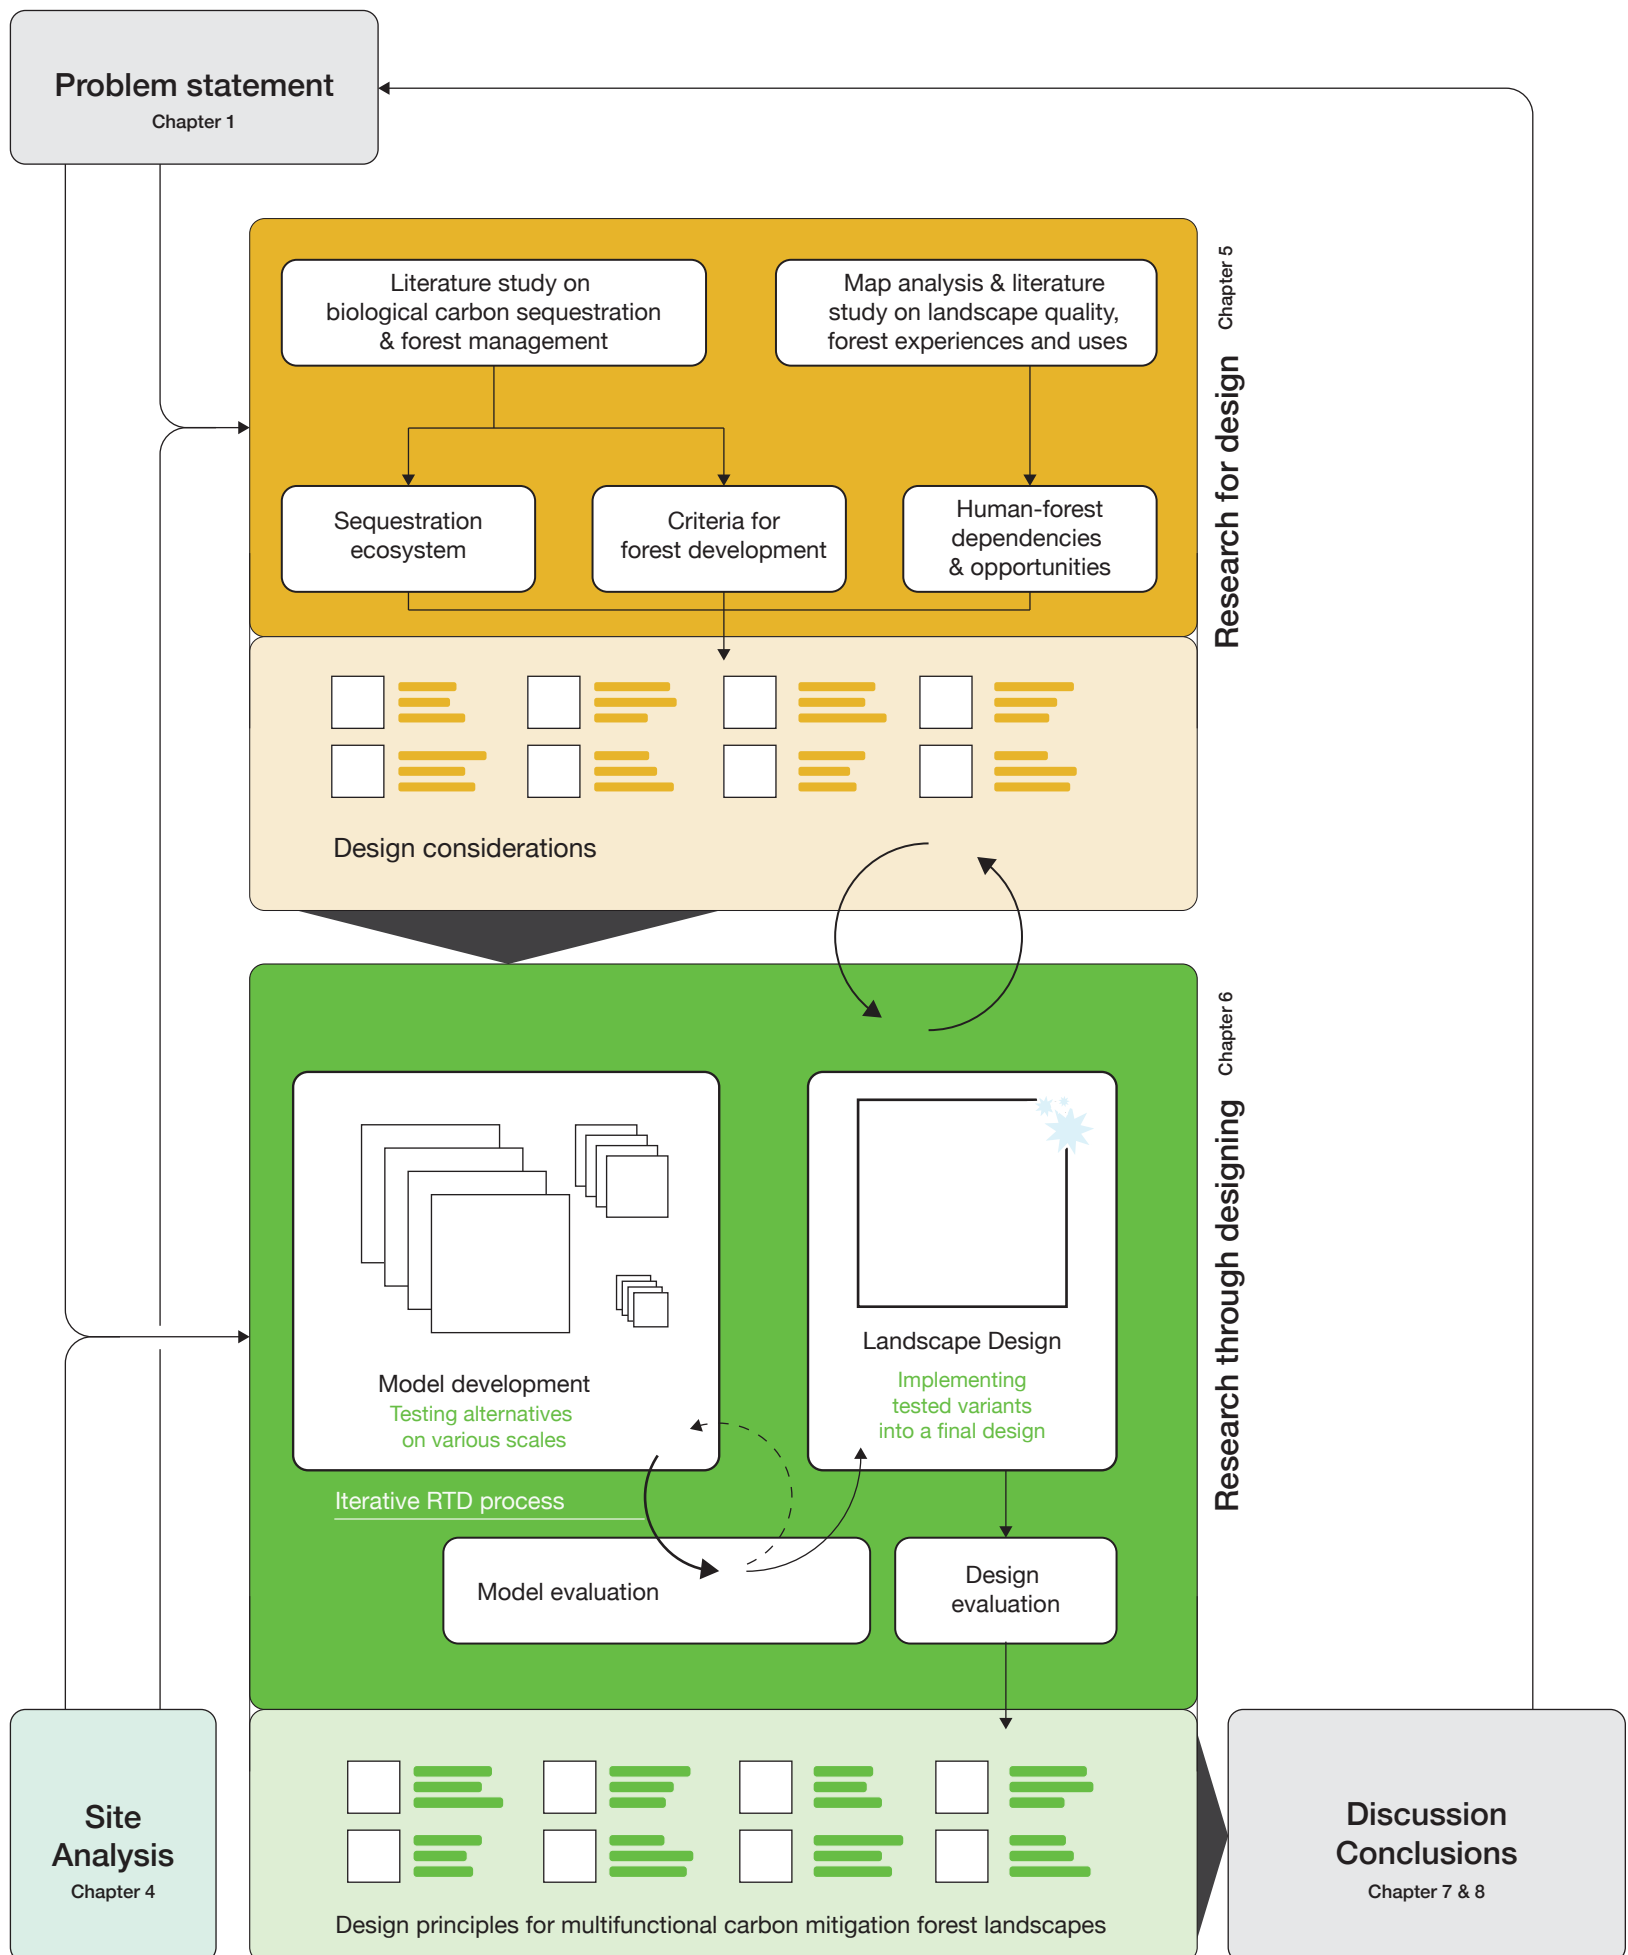 Problem statement
Chapter 1
Literature study on
biological carbon sequestration
& forest management
Map analysis & literature
study on landscape quality,
forest experiences and uses
Sequestration
ecosystem
Criteria for
forest development
Human-forest
dependencies
& opportunities
Research for design Chapter 5
Design considerations
Model development
Testing alternatives
on various scales
Landscape Design
Implementing
tested variants
into a final design
Iterative RTD process
Model evaluation
Design
evaluation
Research through designing Chapter 6
Site
Analysis
Chapter 4
Design principles for multifunctional carbon mitigation forest landscapes
Discussion
Conclusions
Chapter 7 & 8